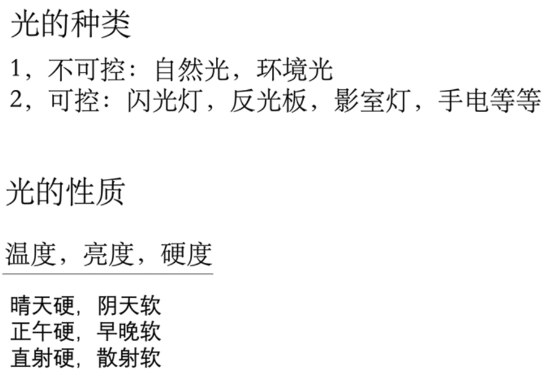 光的种类
1，不可控：自然光，环境光
2，可控：闪光灯，反光板，影室灯，手电等等
光的性质
温度，亮度，硬度
晴天硬，阴天软
正午硬，早晚软
直射硬，散射软